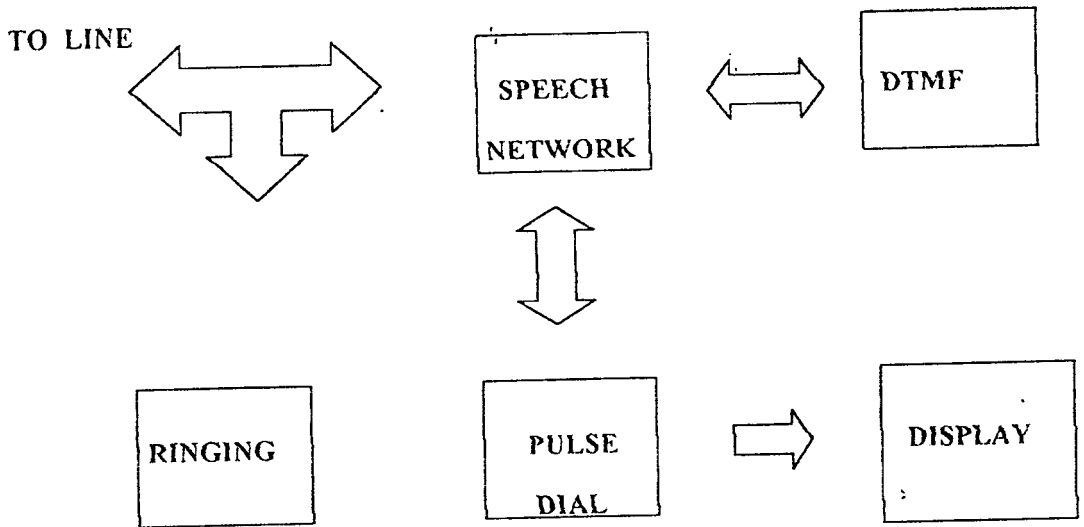 TO LINE
SPEECH
NETWORK
DTMF
RINGING
PULSE
DIAL
DISPLAY